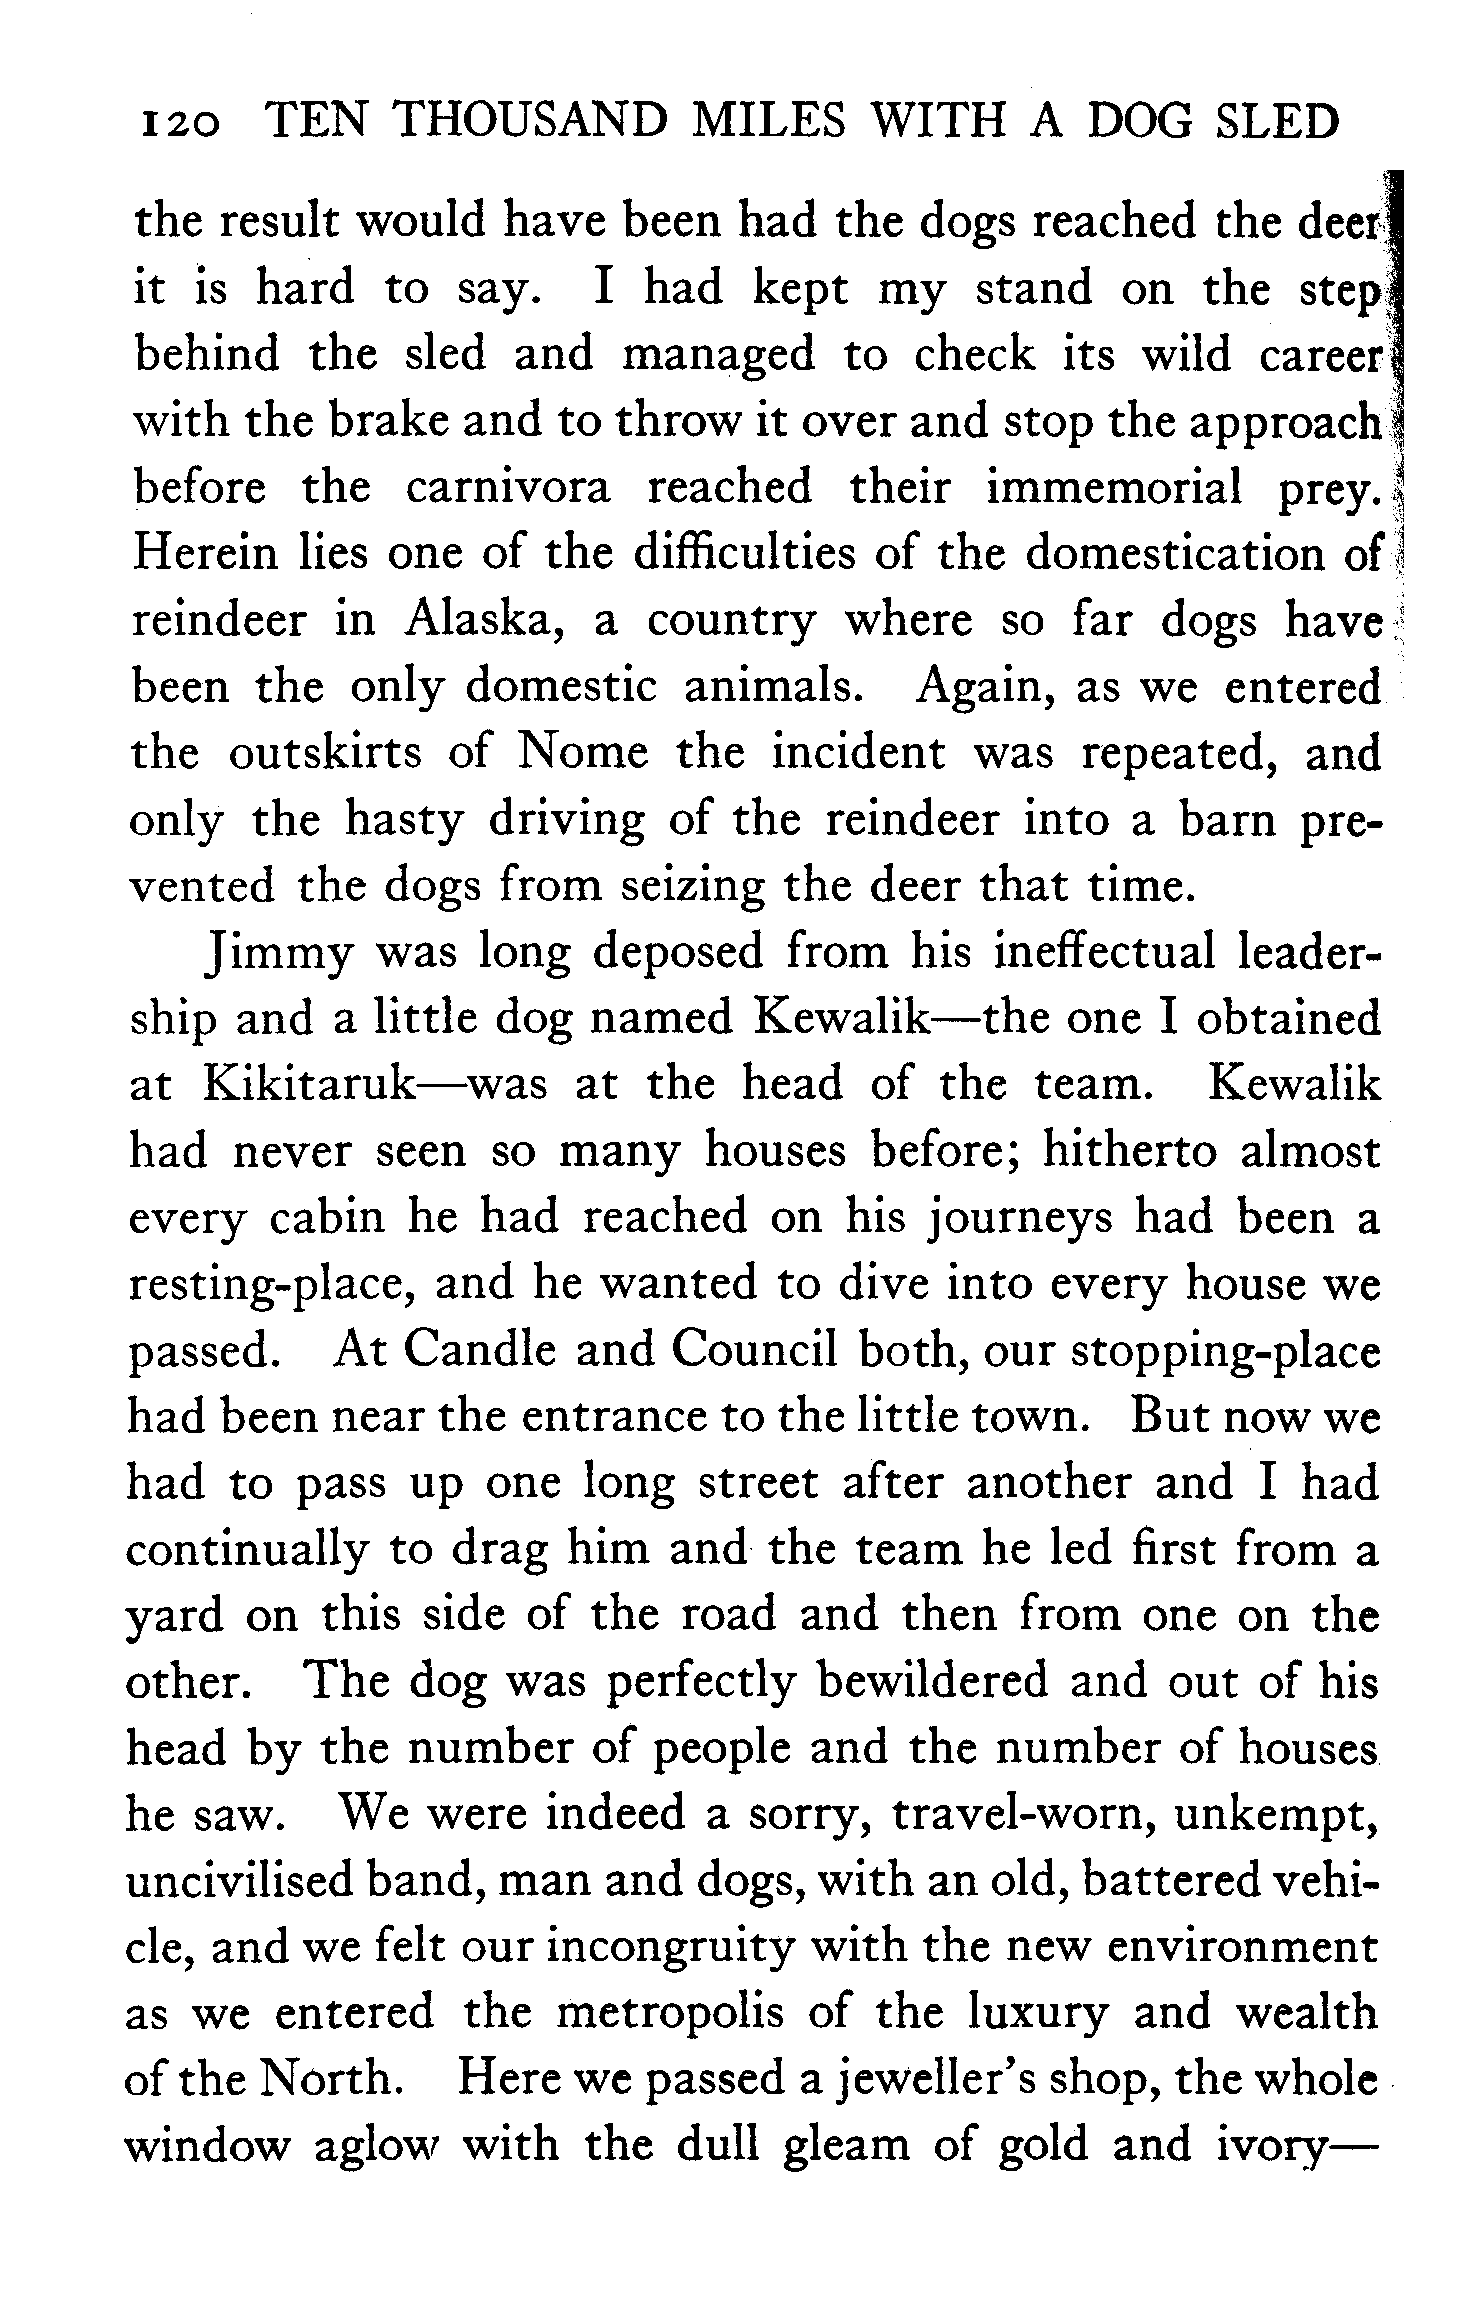 120 TEN THOUSAND MILES WITH A DOG SLED
the result would have been had the dogs reached the deer
it is hard to say. I had kept my stand on the step
behind the sled and managed to check its wild career
with the brake and to throw it over and stop the approach
before the carnivora reached their immemorial prey.
Herein lies one of the difficulties of the domestication of
reindeer in Alaska, a country where so far dogs have
been the only domestic animals. Again, as we entered
the outskirts of Nome the incident was repeated, and
only the hasty driving of the reindeer into a barn pre-
vented the dogs from seizing the deer that time.
Jimmy was long deposed from his ineffectual leader-
ship and a little dog named Kewalik—the one I obtained
at Kikitaruk—was at the head of the team. Kewalik
had never seen so many houses before; hitherto almost
every cabin he had reached on his journeys had been a
resting-place, and he wanted to dive into every house we
passed. At Candle and Council both, our stopping-place
had been near the entrance to the little town. But now we
had to pass up one long street after another and I had
continually to drag him and the team he led first from a
yard on this side of the road and then from one on the
other. The dog was perfectly bewildered and out of his
head by the number of people and the number of houses
he saw. We were indeed a sorry, travel-worn, unkempt,
uncivilised band, man and dogs, with an old, battered vehi-
cle, and we felt our incongruity with the new environment
as we entered the metropolis of the luxury and wealth
of the North. Here we passed a jeweller's shop, the whole
window aglow with the dull gleam of gold and ivory—